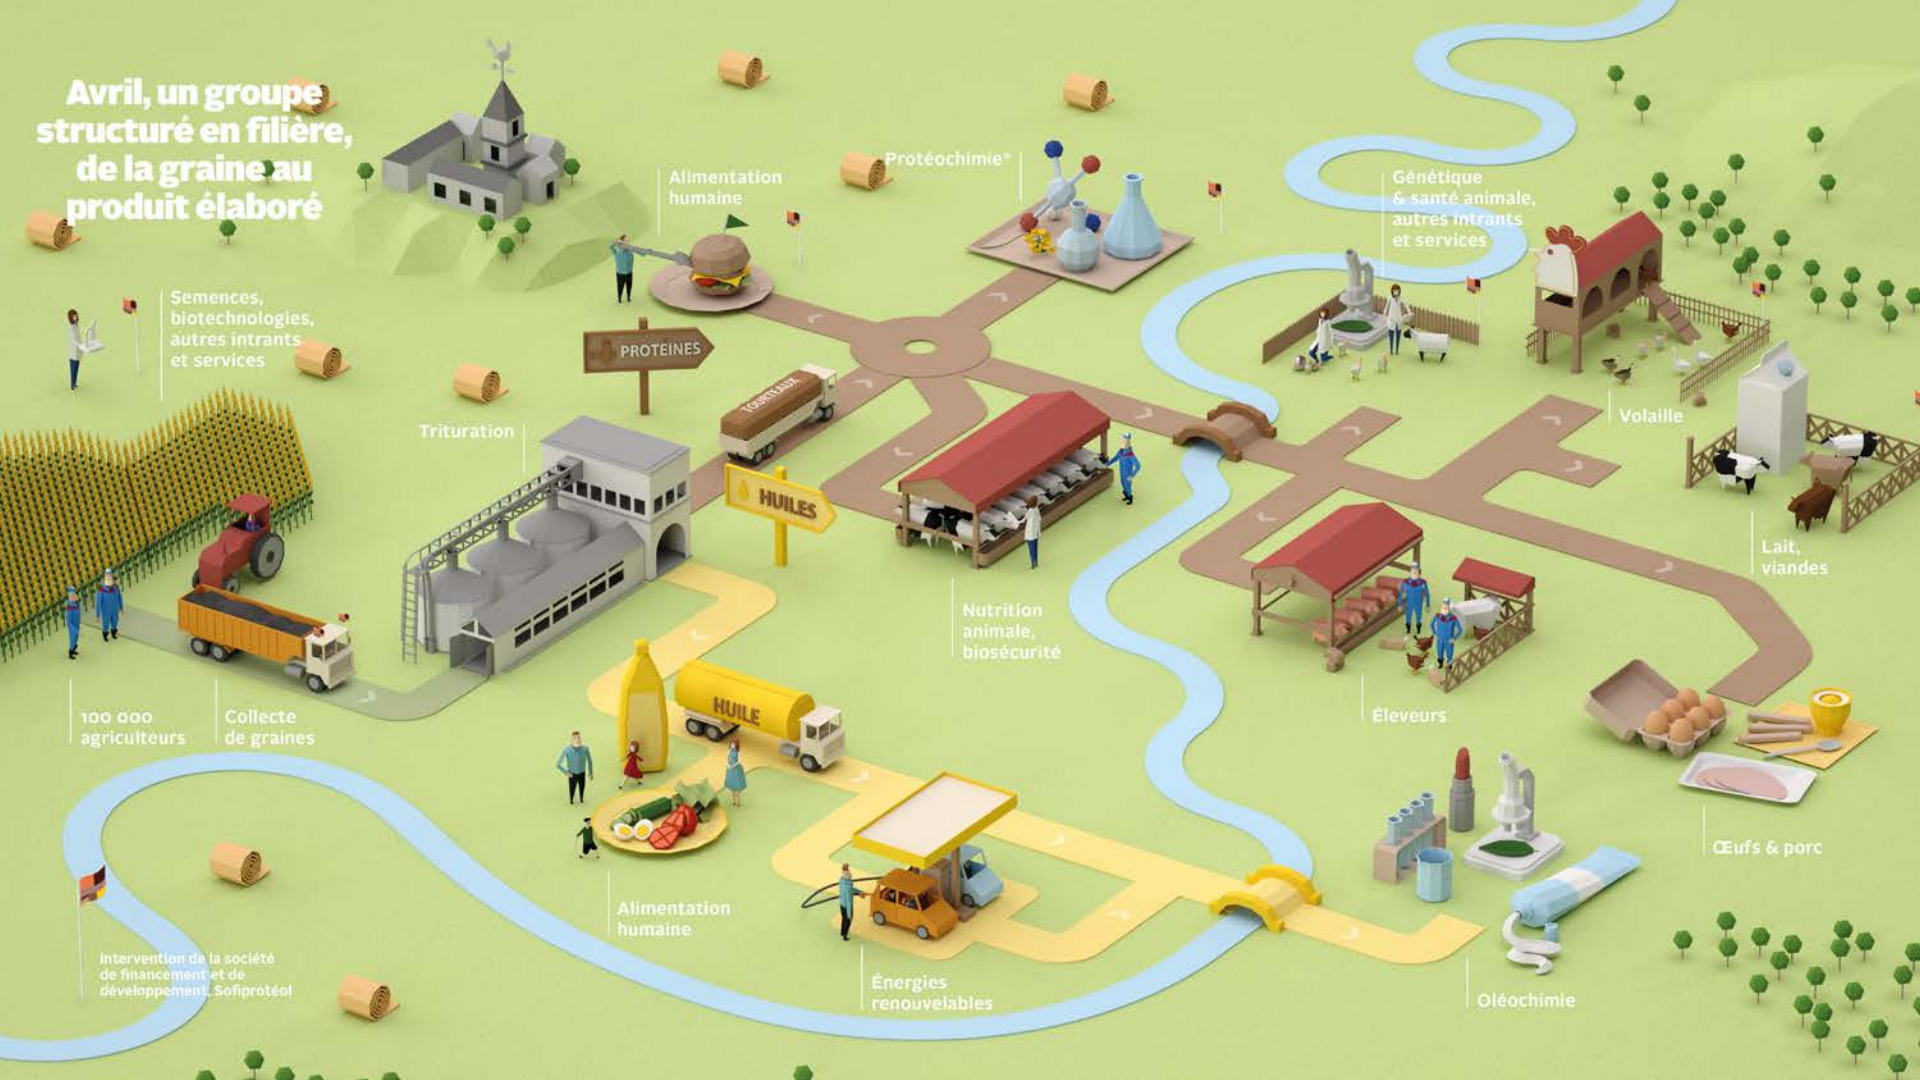 Avril, un groupe
structuré en filière,
de la graine au
produit élaboré
Alimentation
humaine
Protéochimie*
Génétique
& santé animale,
autres intrants
et services
Semences,
biotechnologies,
autres intrants
et services
PROTÉINES
TOURTEAUX
Volaille
Trituration
HUILES
Lait,
viandes
Nutrition
animale,
biosécurité
HUILE
Éleveurs
100 000
agriculteurs
Collecte
de graines
Œufs & porc
Alimentation
humaine
Intervention de la société
de financement et de
développement, Sofiprotéol
Énergies
renouvelables
Oléochimie